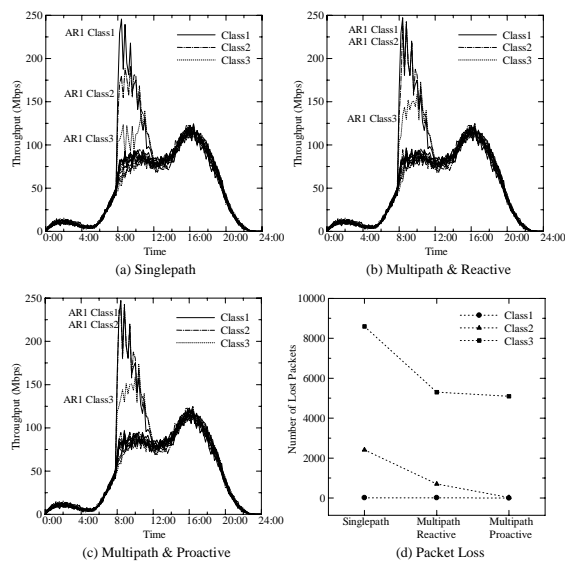 250
200
150
100
50
0
Throughput (Mbps)
AR1 Class1
AR1 Class2
AR1 Class3
Class1
Class2
Class3
0:00 4:00 8:00 12:00 16:00 20:00 24:00
Time
(a) Singlepath
250
200
150
100
50
0
Throughput (Mbps)
AR1 Class1
AR1 Class2
AR1 Class3
Class1
Class2
Class3
0:00 4:00 8:00 12:00 16:00 20:00 24:00
Time
(b) Multipath & Reactive
250
200
150
100
50
0
Throughput (Mbps)
AR1 Class1
AR1 Class2
AR1 Class3
Class1
Class2
Class3
0:00 4:00 8:00 12:00 16:00 20:00 24:00
Time
(c) Multipath & Proactive
10000
8000
6000
4000
2000
0
Number of Lost Packets
Class1
Class2
Class3
Singlepath Multipath Multipath
Reactive Proactive
(d) Packet Loss